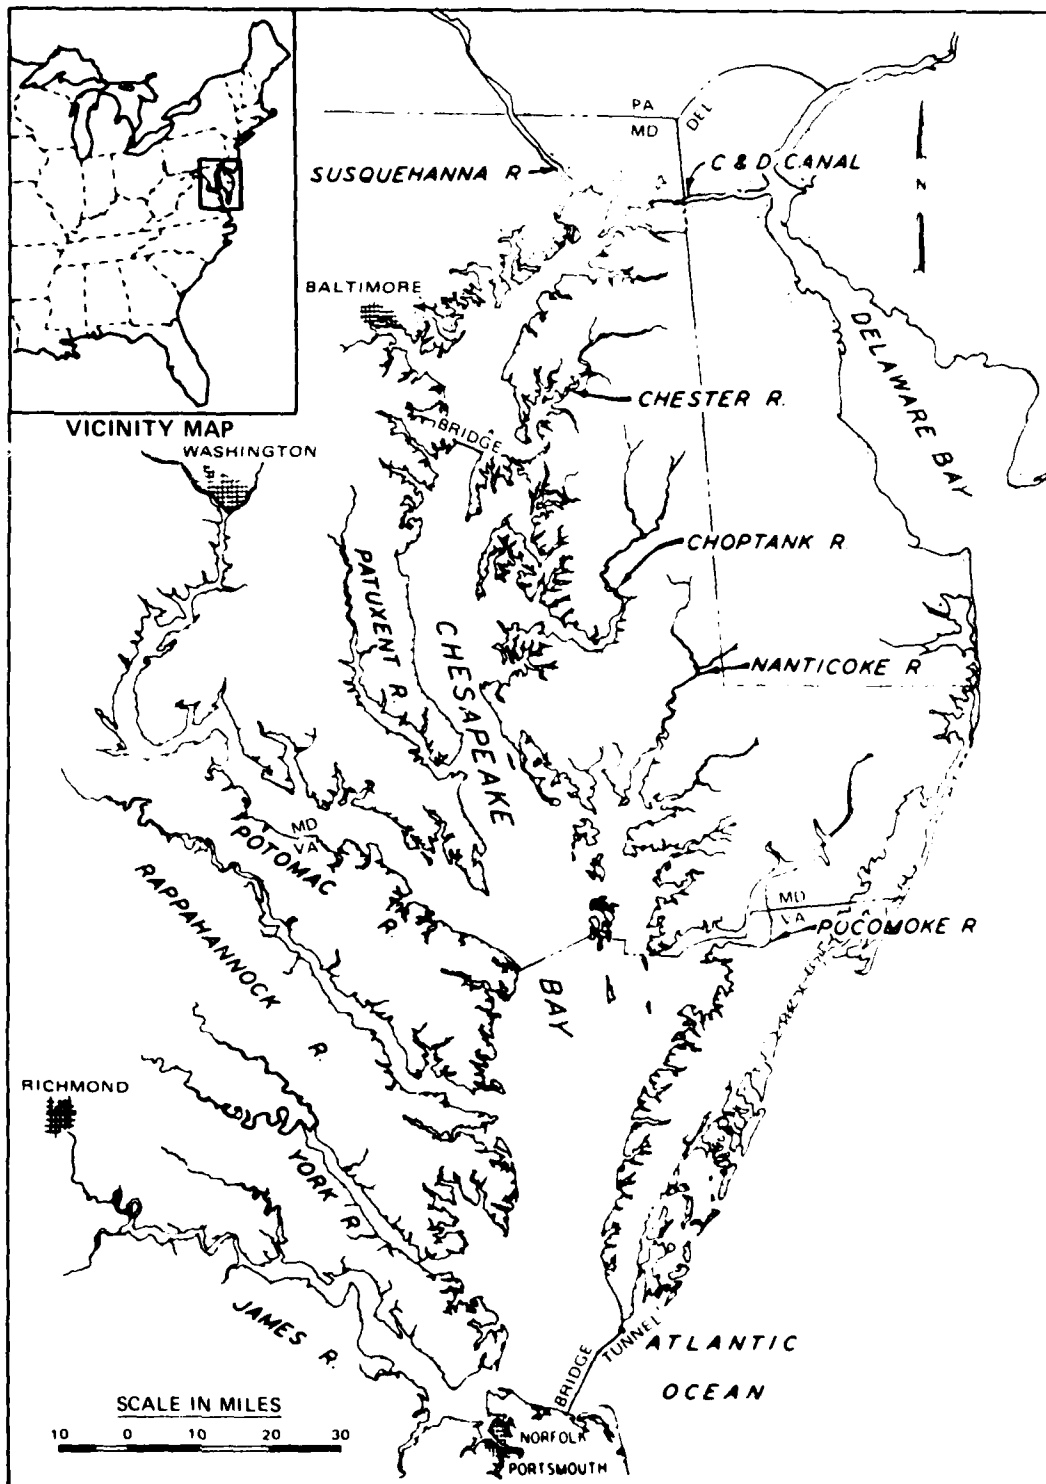 PA
MD
DEL
SUSQUEHANNA R
C & D CANAL
N
BALTIMORE
DELAWARE BAY
CHESTER R.
BRIDGE
VICINITY MAP
WASHINGTON
CHOPTANK R
PATUXENT R.
CHESAPEAKE
BAY
NANTICOKE R
MD
VA
POTOMAC
R.
RAPPAHANNOCK
R.
MD
VA
POCOMOKE R
RICHMOND
YORK R.
JAMES R.
BRIDGE
TUNNEL
ATLANTIC
OCEAN
SCALE IN MILES
10 0 10 20 30
NORFOLK
PORTSMOUTH